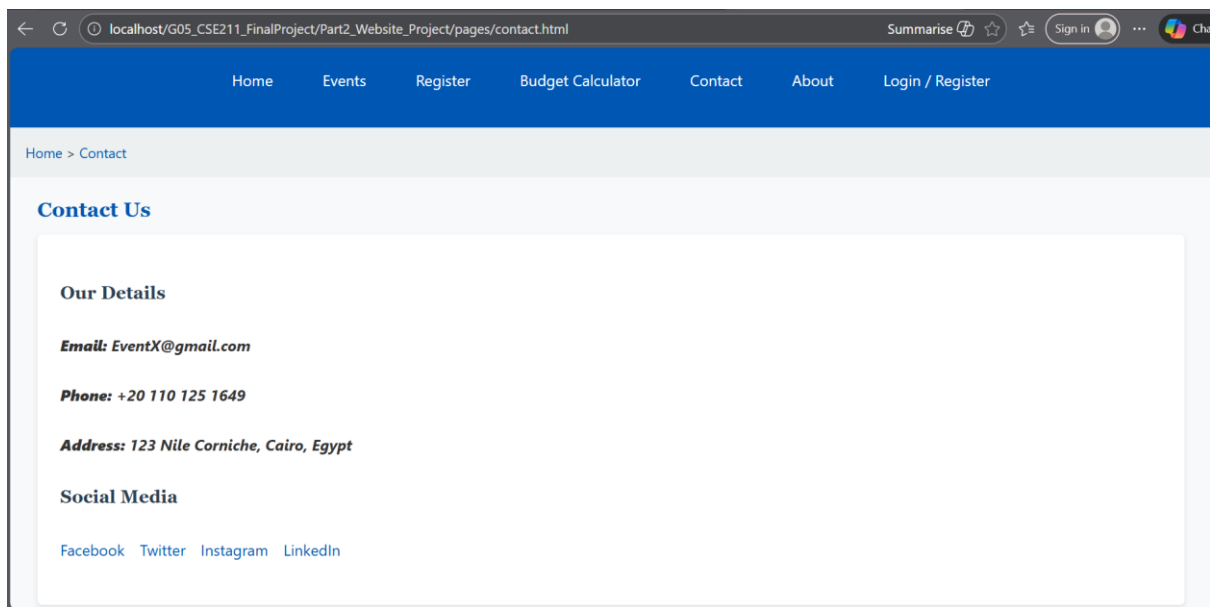 localhost/G05_CSE211_FinalProject/Part2_Website_Project/pages/contact.html Summarise Sign in
Home Events Register Budget Calculator Contact About Login / Register
Home > Contact
Contact Us
Our Details
Email: EventX@gmail.com
Phone: +20 110 125 1649
Address: 123 Nile Corniche, Cairo, Egypt
Social Media
Facebook Twitter Instagram LinkedIn